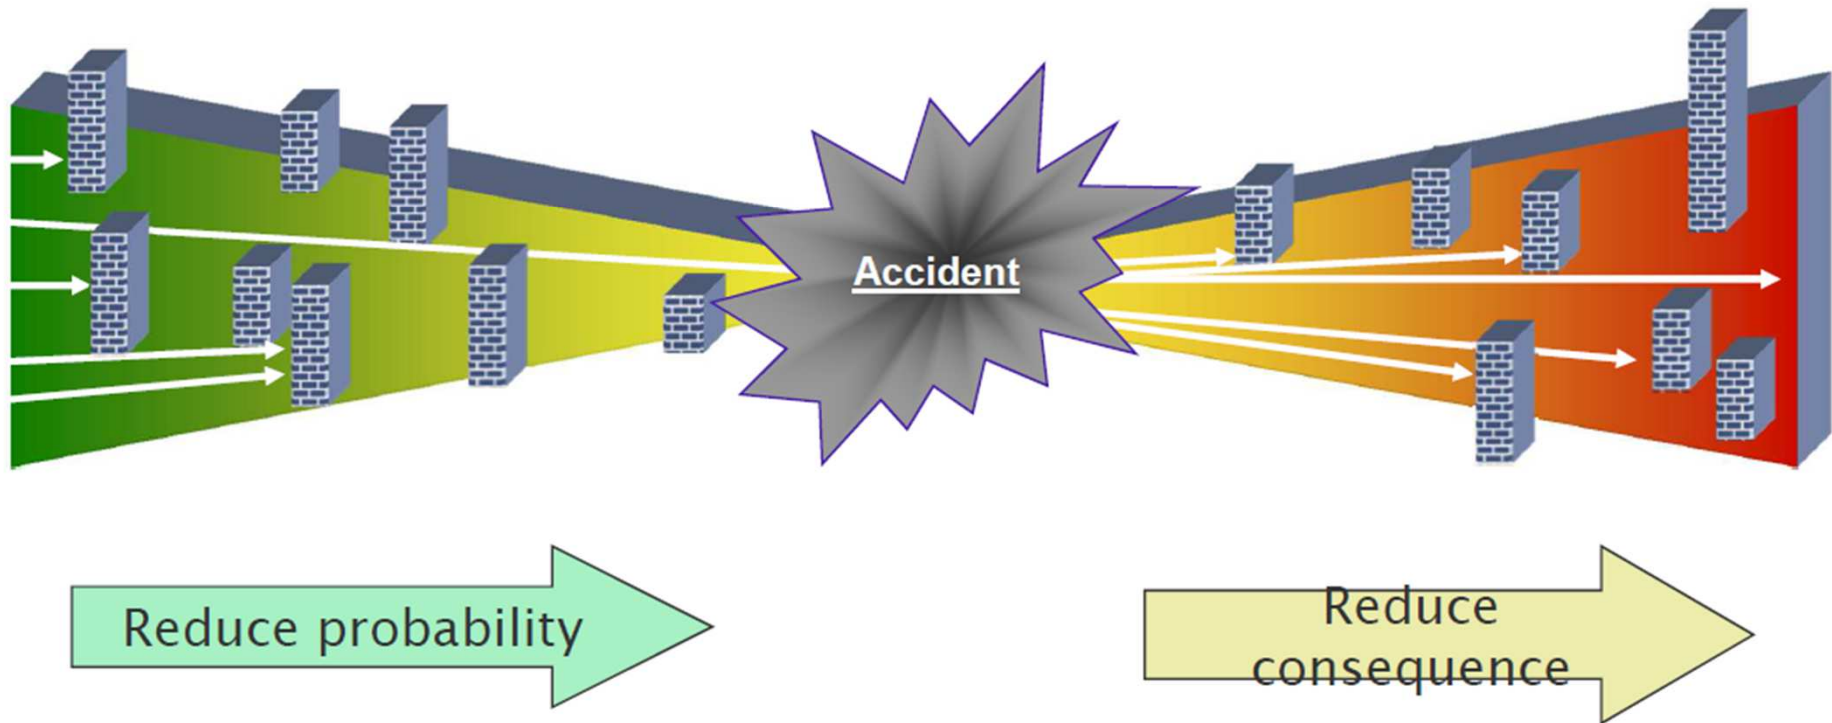 Accident
Reduce probability
Reduce
consequence